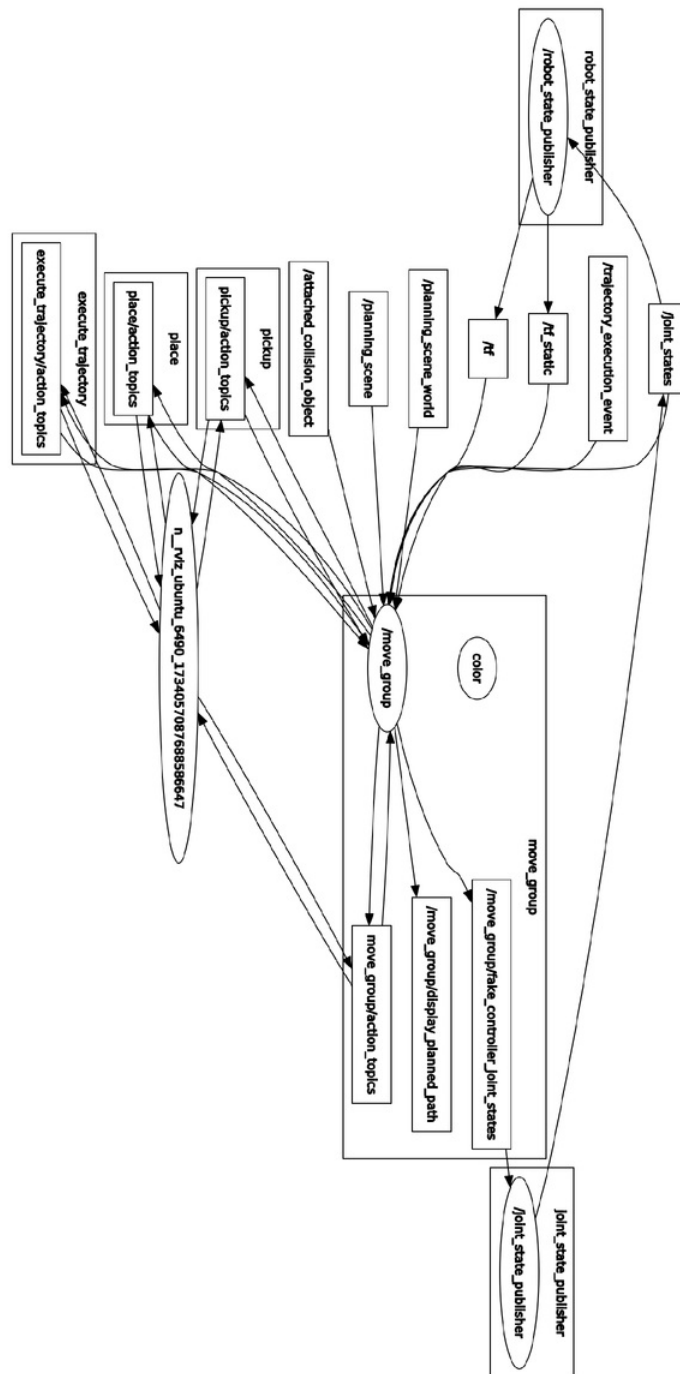 robot_state_publisher
/robot_state_publisher
/joint_states
/trajectory_execution_event
/tf_static
/tf
/planning_scene_world
/planning_scene
/attached_collision_object
pickup
pickup/action_topics
place
place/action_topics
execute_trajectory
execute_trajectory/action_topics
n__rviz_ubuntu_6490_1734057087688586647
move_group
color
/move_group
/move_group/fake_controller_joint_states
/move_group/display_planned_path
move_group/action_topics
joint_state_publisher
/joint_state_publisher